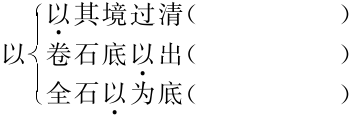 以
以其境过清(　　　　　)
卷石底以出(　　　　　)
全石以为底(　　　　　)